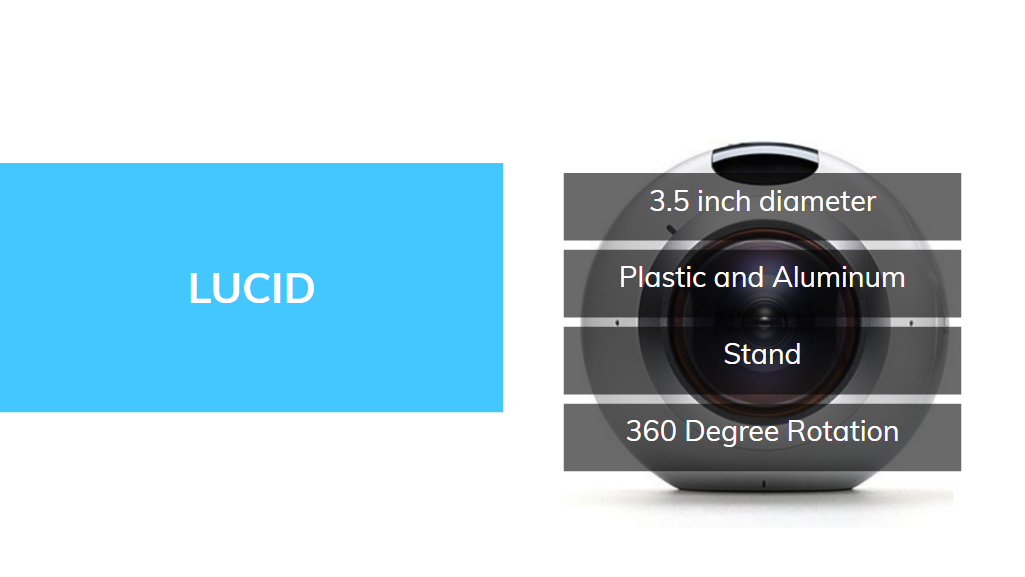 LUCID
3.5 inch diameter
Plastic and Aluminum
Stand
360 Degree Rotation